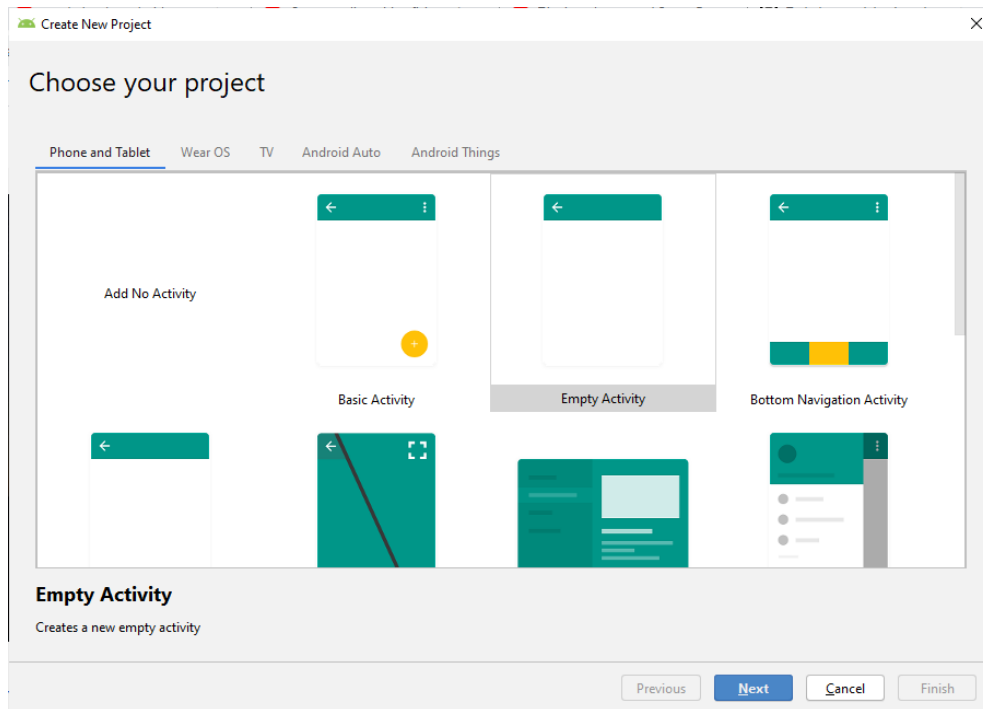 Create New Project
Choose your project
Phone and Tablet Wear OS TV Android Auto Android Things
Add No Activity
Basic Activity
Empty Activity
Bottom Navigation Activity
Empty Activity
Creates a new empty activity
Previous Next Cancel Finish